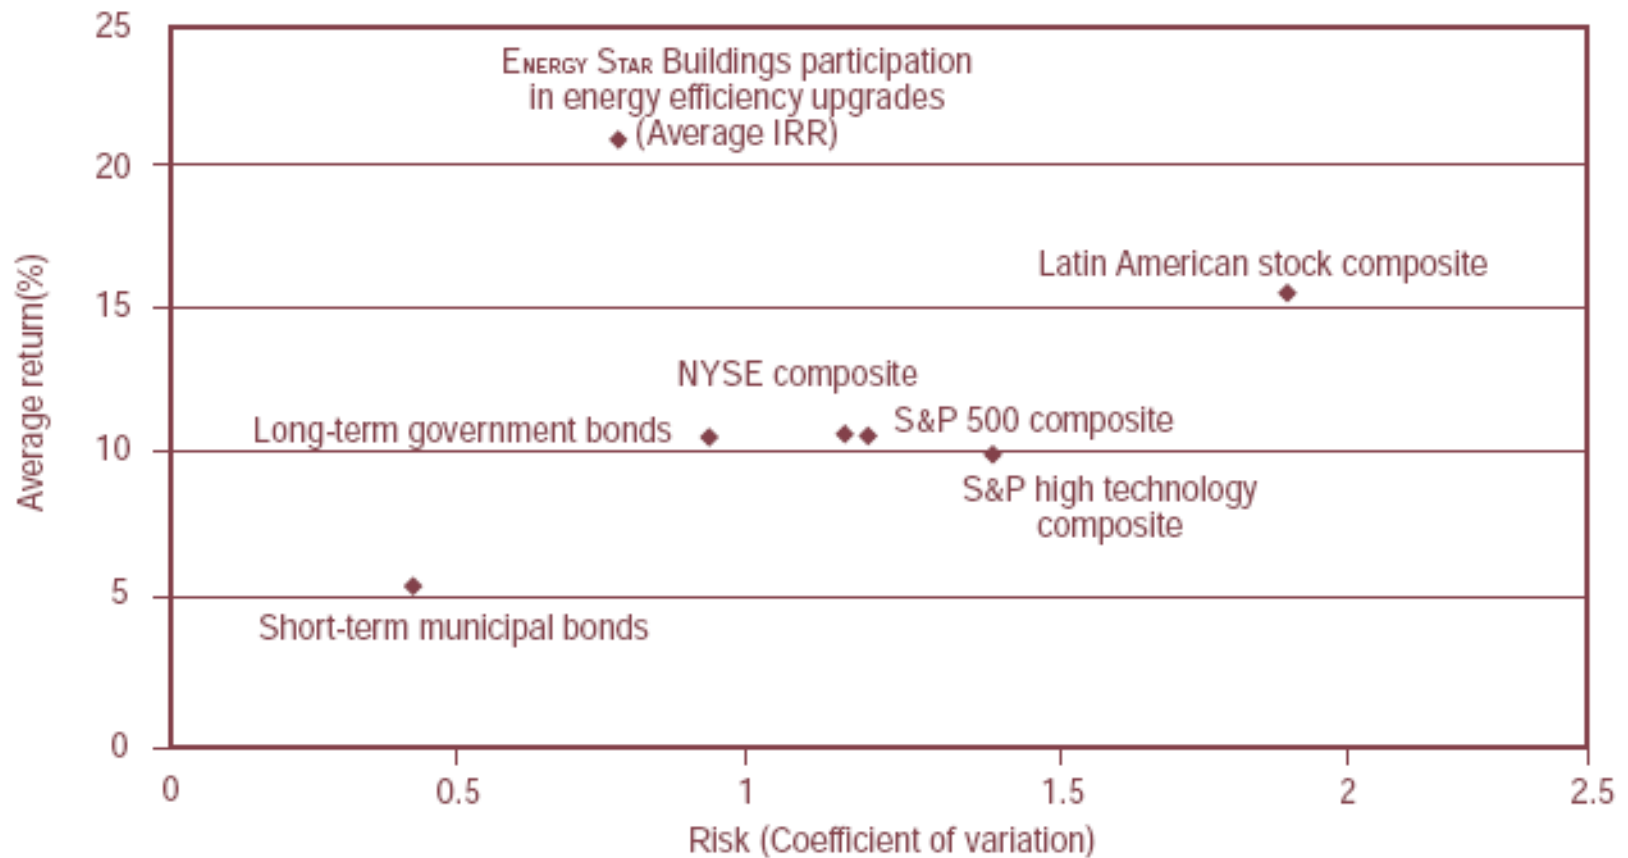 25
ENERGY STAR Buildings participation
in energy efficiency upgrades
(Average IRR)
20
Latin American stock composite
15
NYSE composite
S&P 500 composite
Long-term government bonds
10
S&P high technology
composite
5
Short-term municipal bonds
0
Average return(%)
0
0.5
1
1.5
2
2.5
Risk (Coefficient of variation)